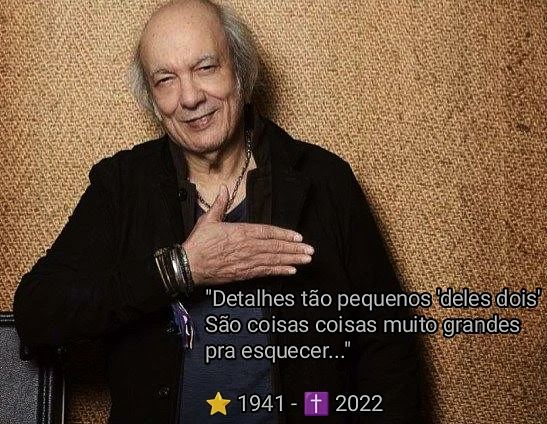 "Detalhes tão pequenos 'deles dois'
São coisas coisas muito grandes
pra esquecer..."
⭐ 1941 - ✝️ 2022